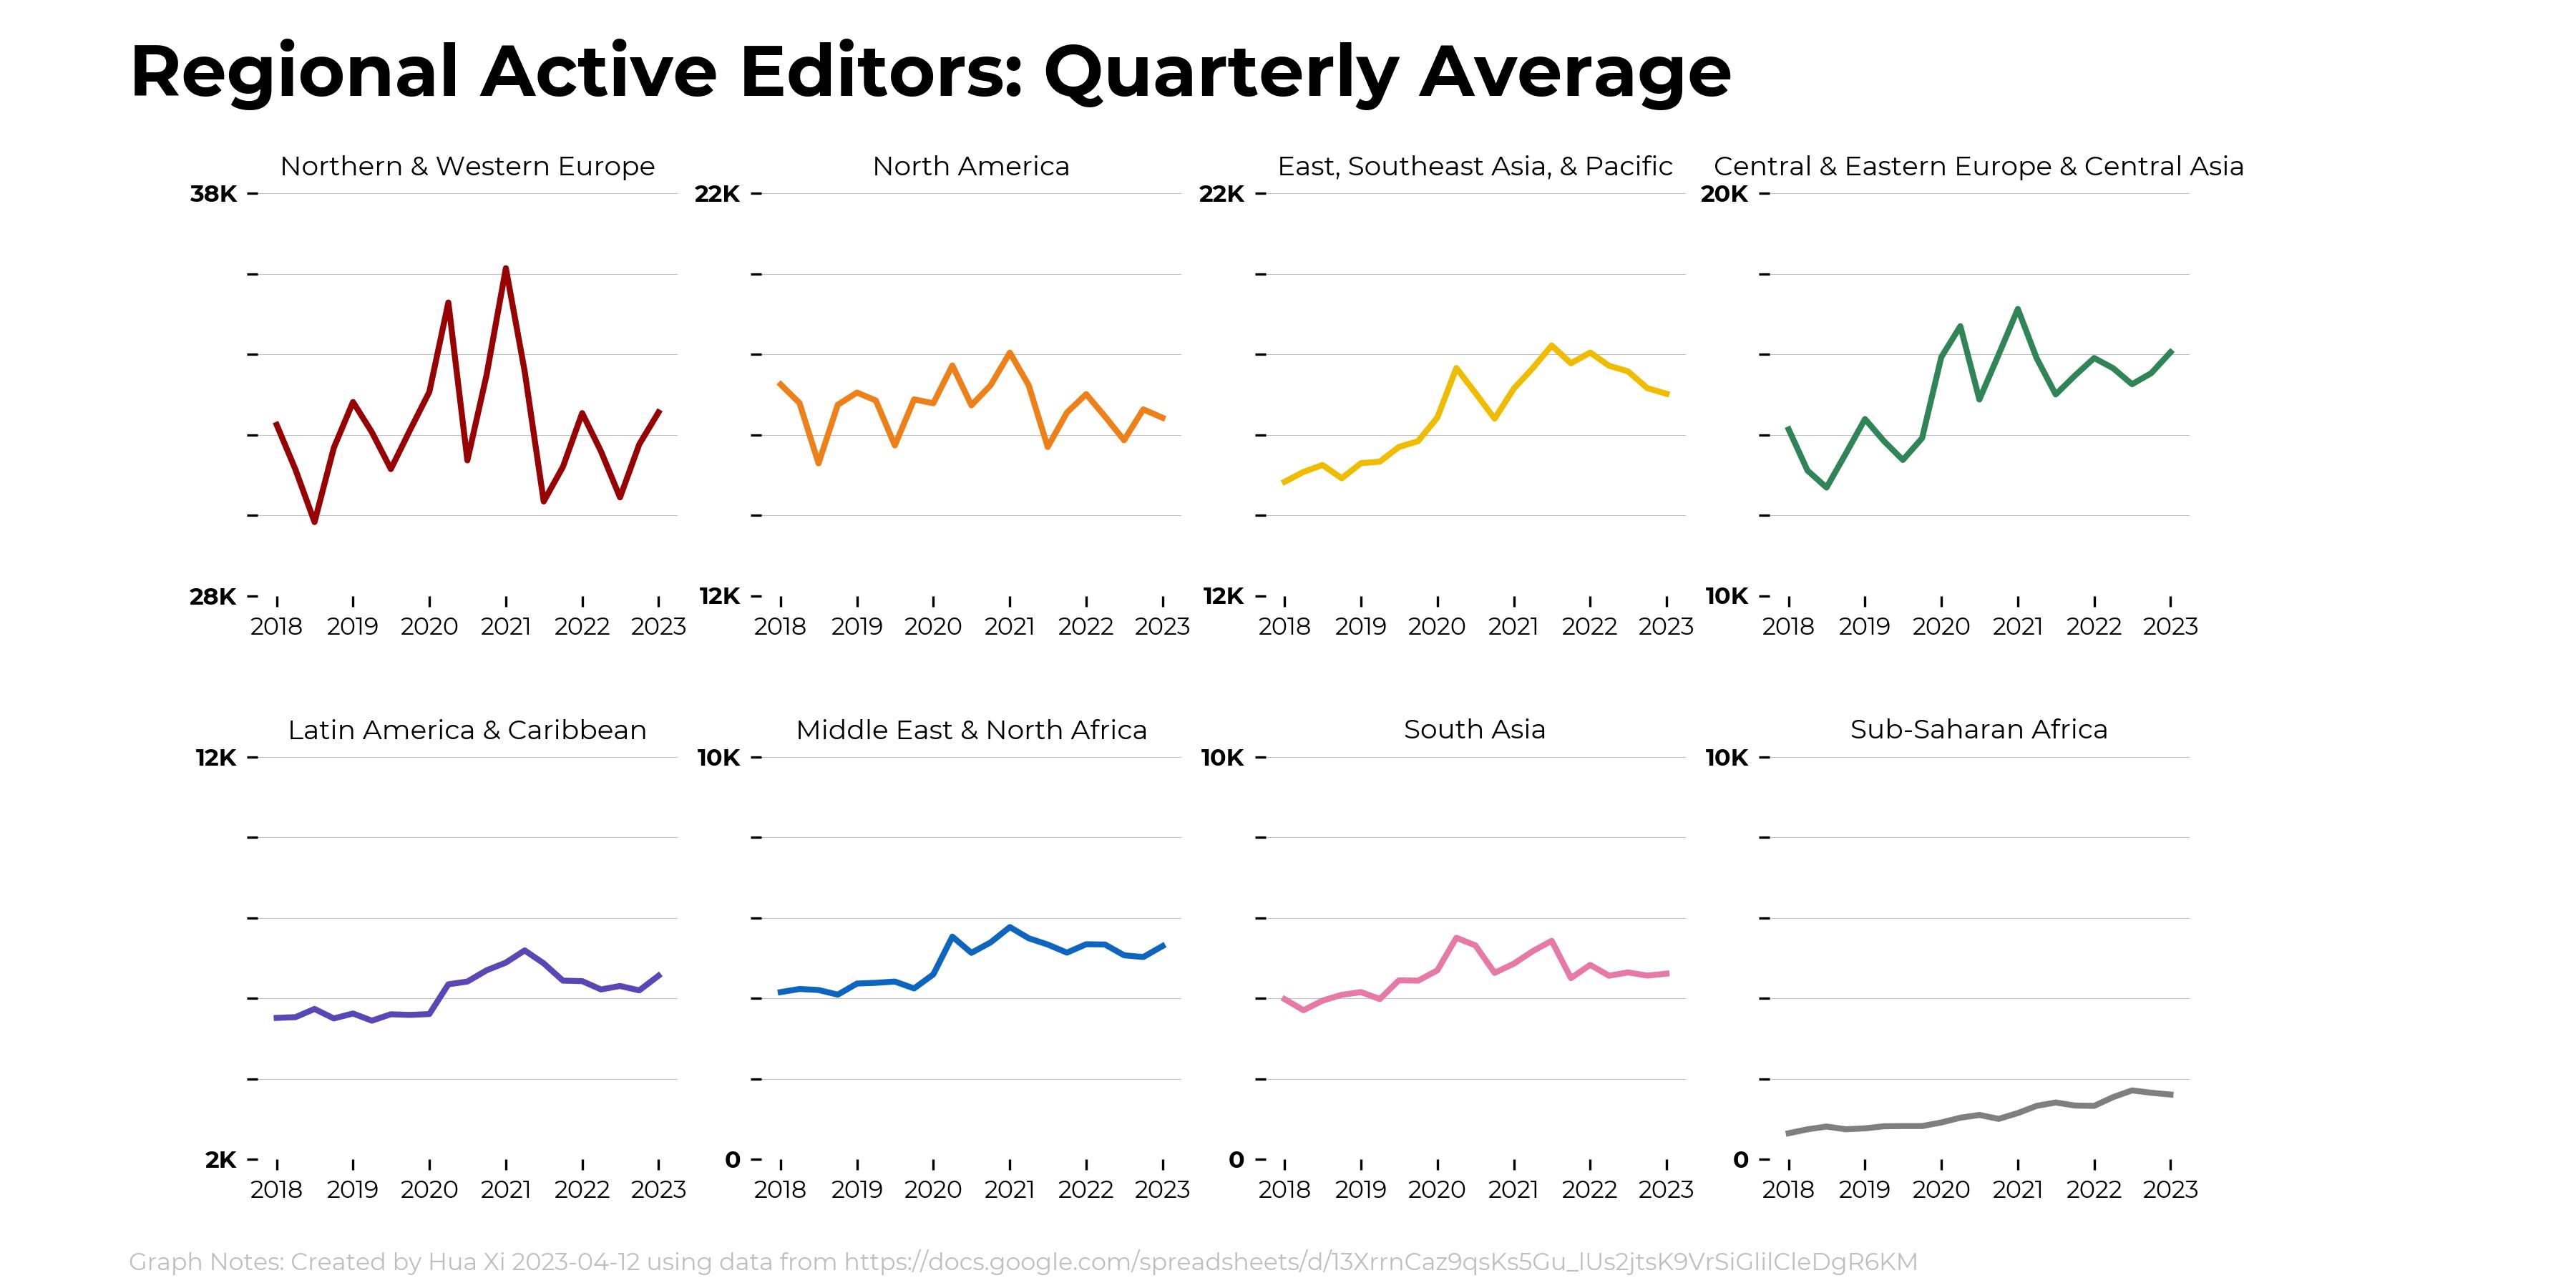 Regional Active Editors: Quarterly Average
Northern & Western Europe
38K
28K
2018 2019 2020 2021 2022 2023
North America
22K
12K
2018 2019 2020 2021 2022 2023
East, Southeast Asia, & Pacific
22K
12K
2018 2019 2020 2021 2022 2023
Central & Eastern Europe & Central Asia
20K
10K
2018 2019 2020 2021 2022 2023
Latin America & Caribbean
12K
2K
2018 2019 2020 2021 2022 2023
Middle East & North Africa
10K
0
2018 2019 2020 2021 2022 2023
South Asia
10K
0
2018 2019 2020 2021 2022 2023
Sub-Saharan Africa
10K
0
2018 2019 2020 2021 2022 2023
Graph Notes: Created by Hua Xi 2023-04-12 using data from https://docs.google.com/spreadsheets/d/13XrrnCaz9qsKs5Gu_lUs2jtsK9VrSiGlilCleDgR6KM